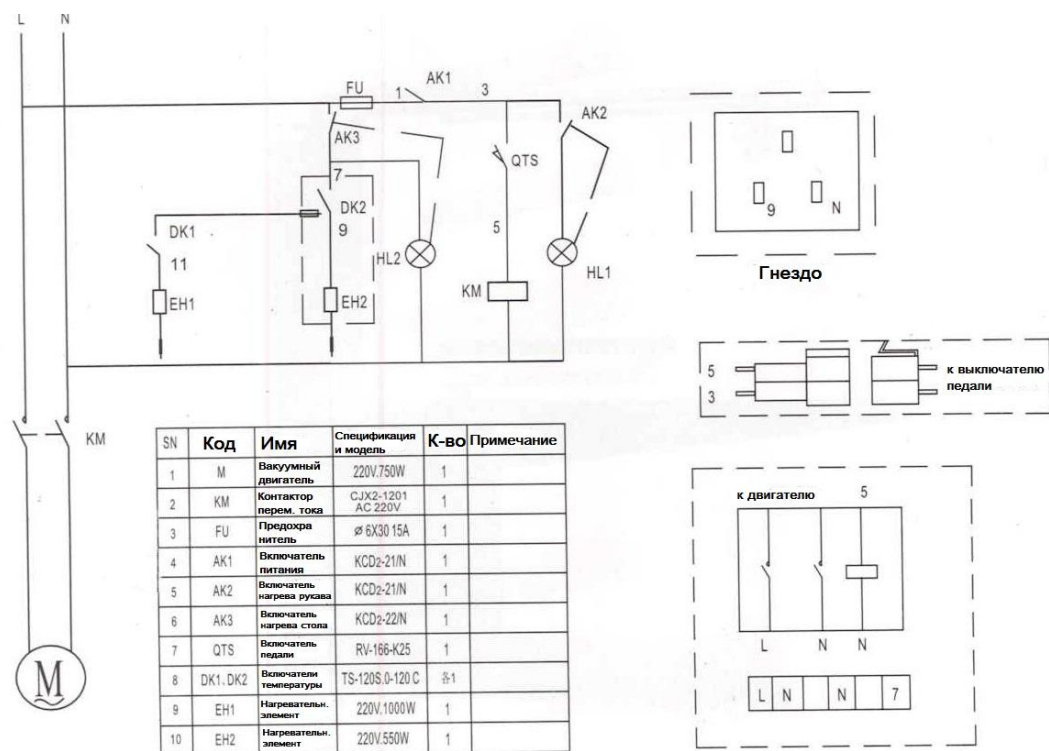 L N
FU 1 AK1 3
AK2
AK3
QTS
7
DK2
DK1
9
5
11
HL2
HL1
KM
EH1
EH2
9 N
Гнездо
5
3
к выключателю
педали
KM
SN Код Имя Спецификация и модель К-во Примечание
1 M Вакуумный двигатель 220V.750W 1
2 KM Контактор перем. тока CJX2-1201 AC 220V 1
3 FU Предохра нитель ø 6X30 15A 1
4 AK1 Включатель питания KCD2-21/N 1
5 AK2 Включатель нагрева рукава KCD2-21/N 1
6 AK3 Включатель нагрева стола KCD2-22/N 1
7 QTS Включатель педали RV-166-K25 1
8 DK1.DK2 Включатели температуры TS-120S.0-120 C
9 EH1 Нагревательн. элемент 220V.1000W 1
10 EH2 Нагревательн. элемент 220V.550W 1
M
к двигателю 5
L N N
L N N 7